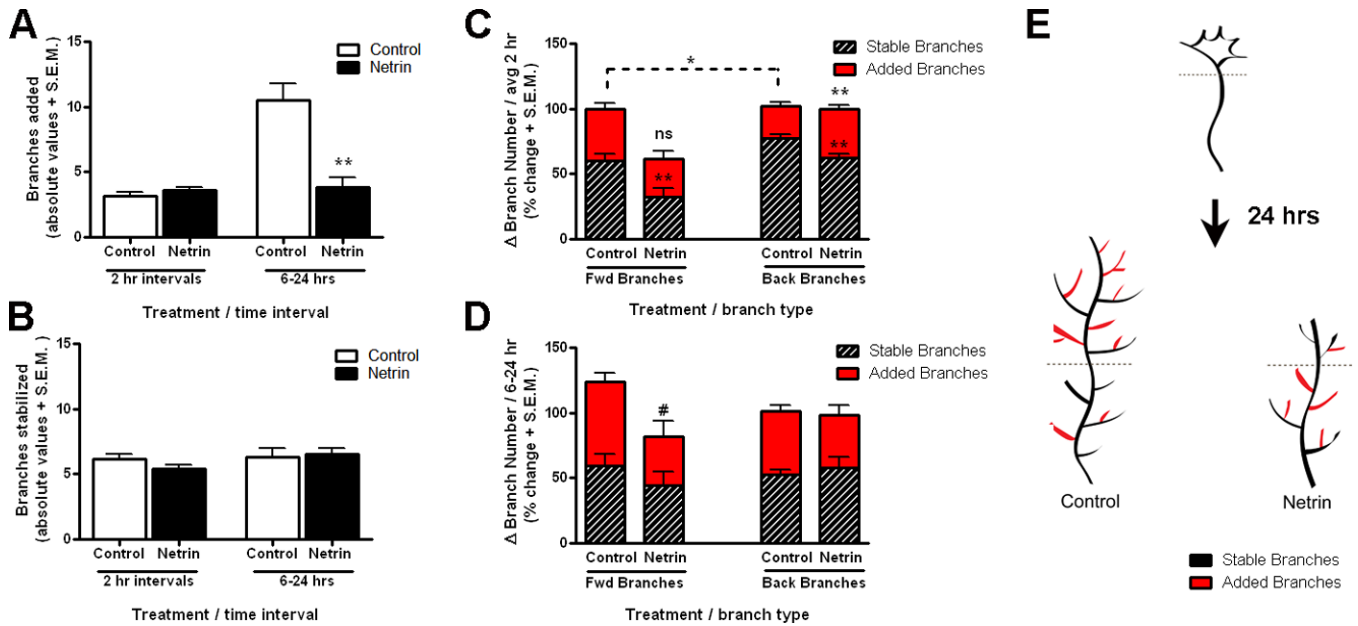 A
Branches added
(absolute values + S.E.M. )
15
10
5
0
Control
Netrin
**
Control Netrin Control Netrin
2 hr intervals 6-24 hrs
Treatment / time interval
B
Branches stabilized
(absolute values + S.E.M. )
15
10
5
0
Control
Netrin
Control Netrin Control Netrin
2 hr intervals 6-24 hrs
Treatment / time interval
C
Δ Branch Number / avg 2 hr
(% change + S.E.M.)
150
100
50
0
Stable Branches
Added Branches
*
ns
**
**
**
Control Netrin Control Netrin
Fwd Branches Back Branches
Treatment / branch type
D
Δ Branch Number / 6-24 hr
(% change + S.E.M.)
150
100
50
0
Stable Branches
Added Branches
#
Control Netrin Control Netrin
Fwd Branches Back Branches
Treatment / branch type
E
24 hrs
Control
Netrin
Stable Branches
Added Branches